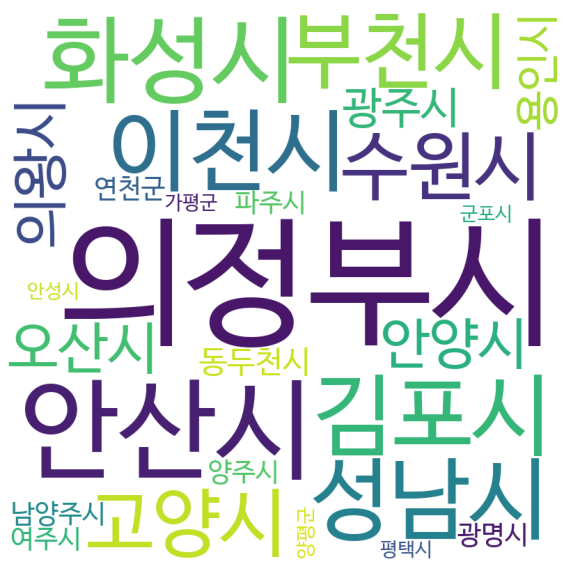 화성시
부천시
용인시
광주시
이천시
수원시
의왕시
연천군
가평군
파주시
군포시
의정부시
안성시
오산시
동두천시
안양시
안산시
김포시
양주시
성남시
고양시
남양주시
여주시
양평군
평택시
광명시